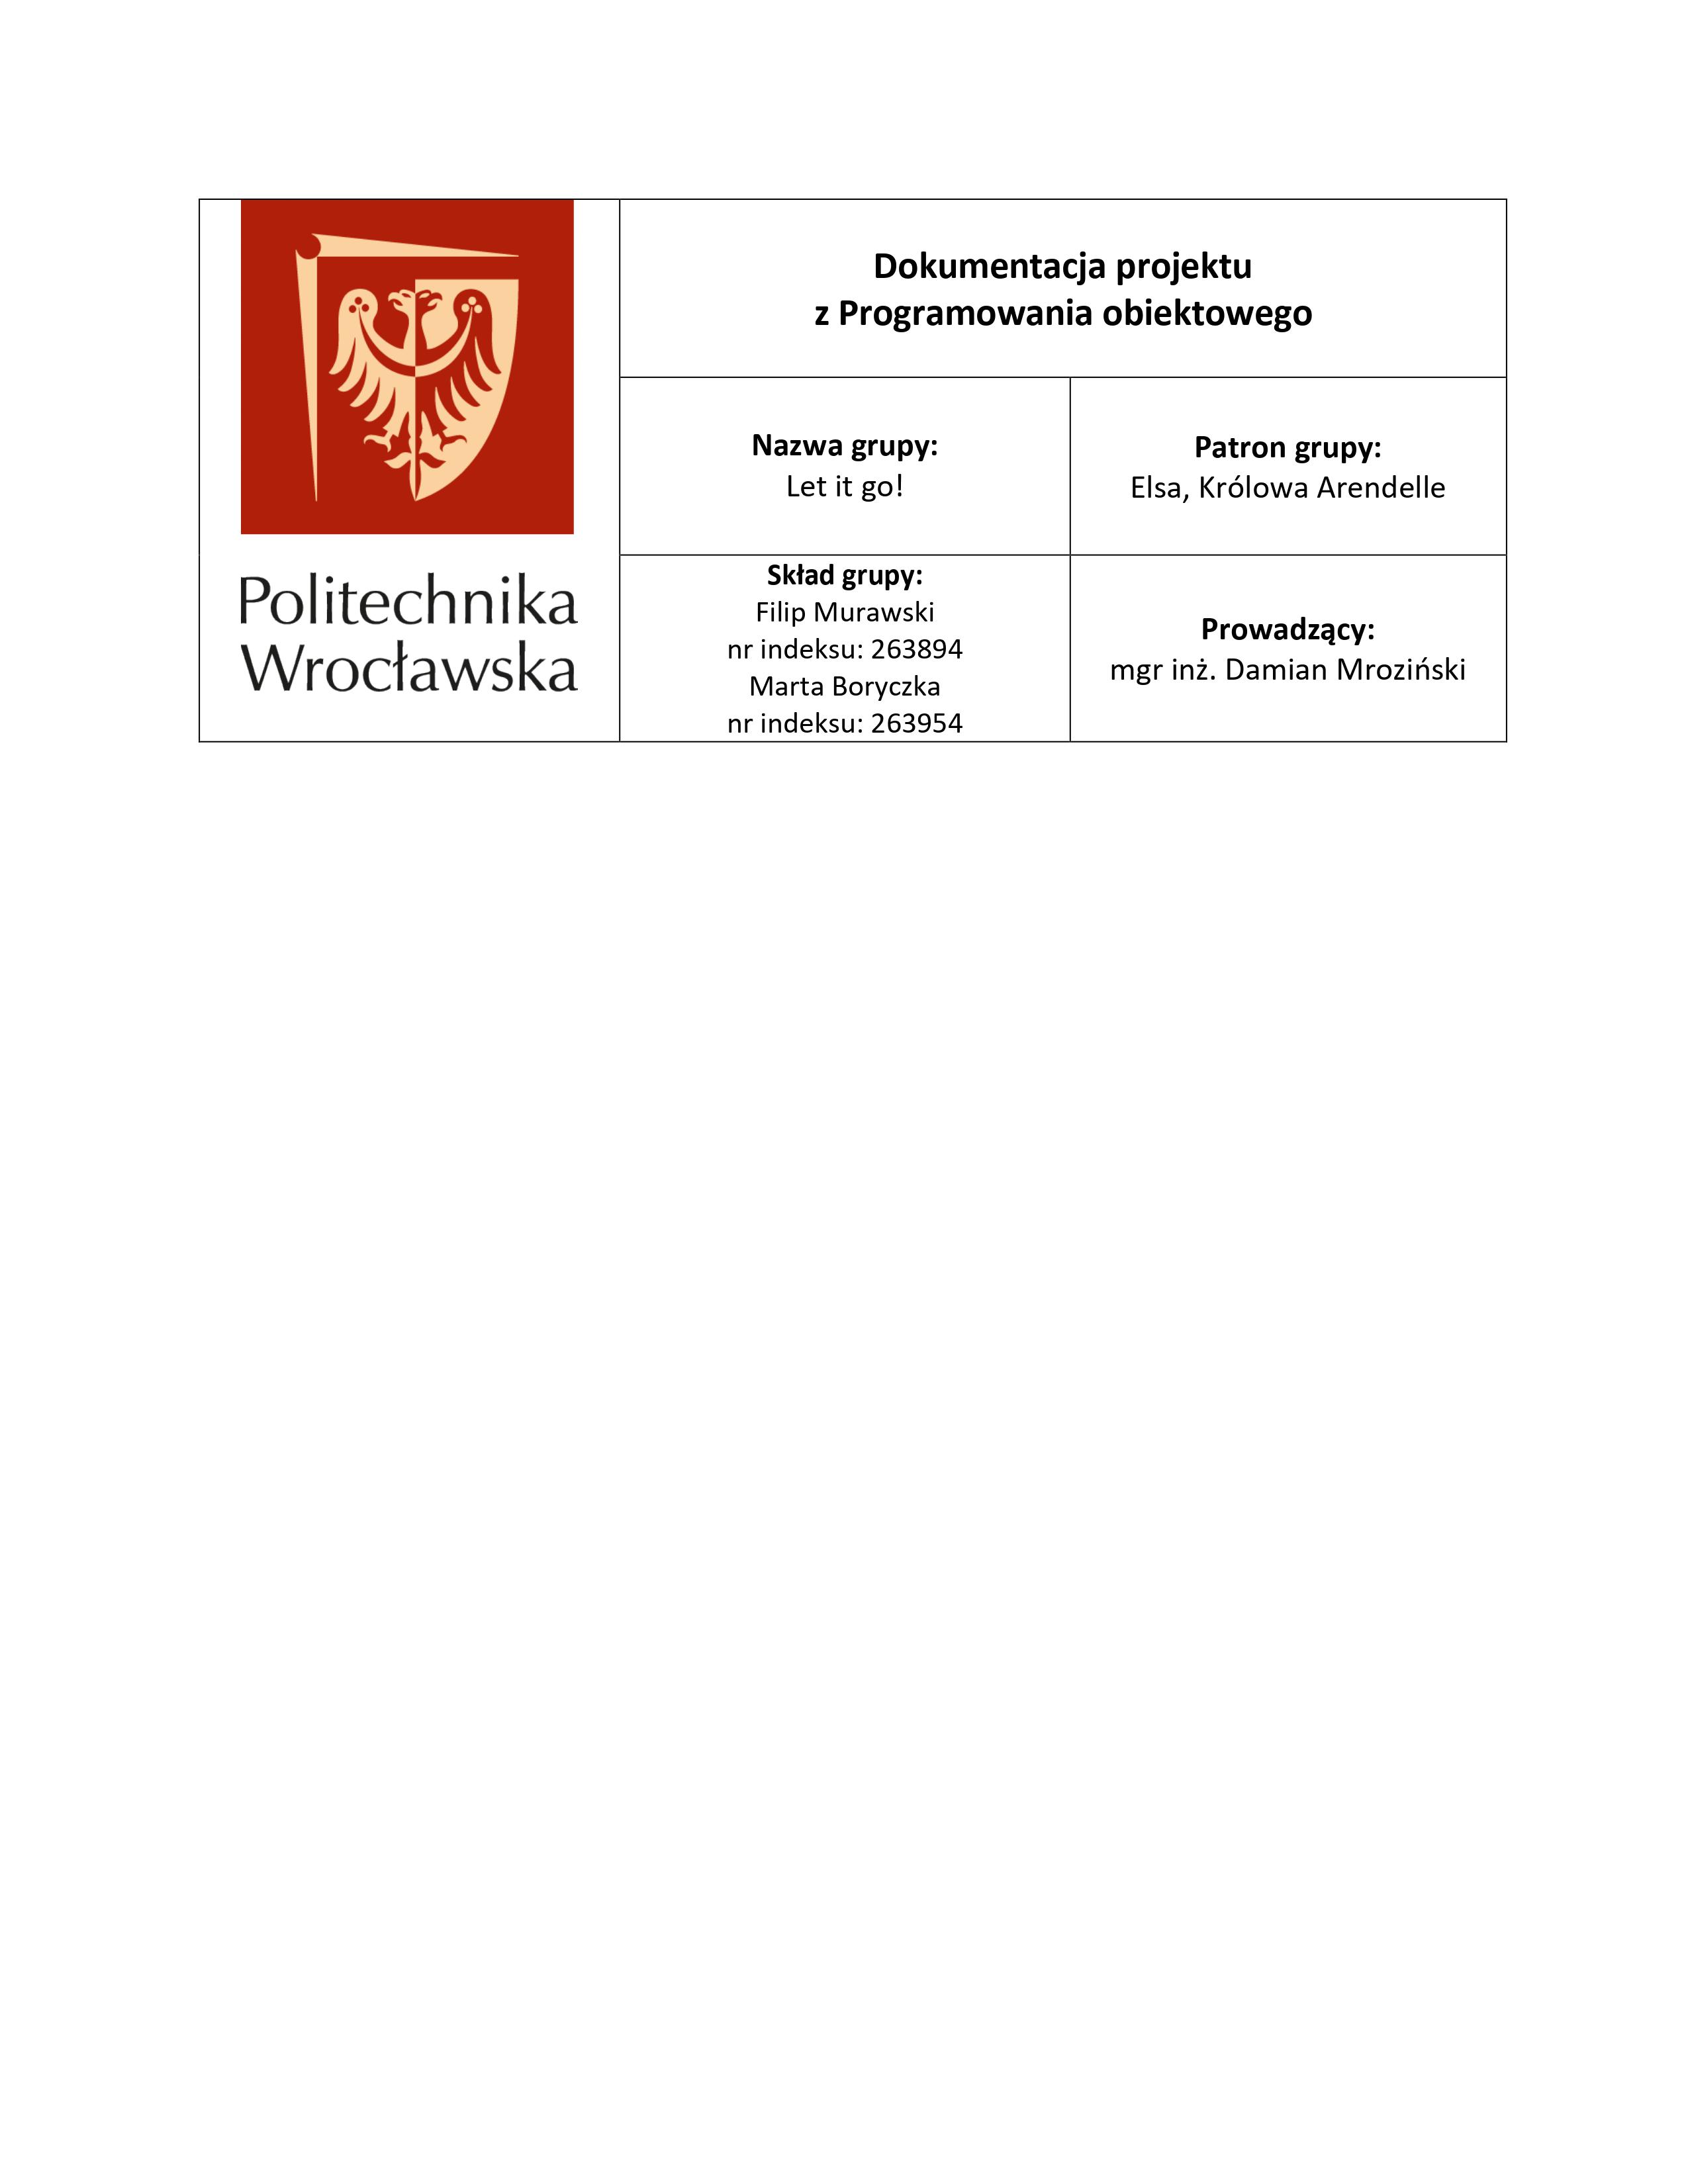 Politechnika
Wrocławska
Dokumentacja projektu
z Programowania obiektowego
Nazwa grupy:
Let it go!
Patron grupy:
Elsa, Królowa Arendelle
Skład grupy:
Filip Murawski
nr indeksu: 263894
Marta Boryczka
nr indeksu: 263954
Prowadzący:
mgr inż. Damian Mroziński